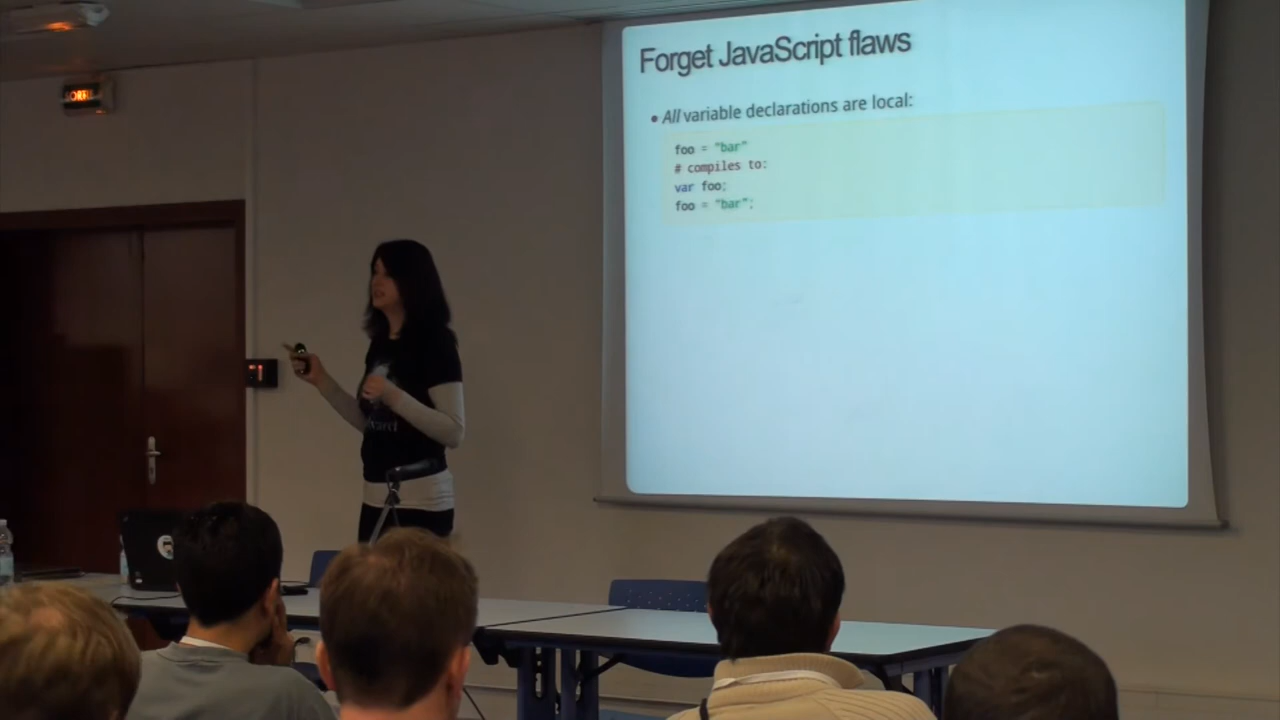 Forget JavaScript flaws
• All variable declarations are local:
foo = "bar"
# compiles to:
var foo;
foo = "bar";